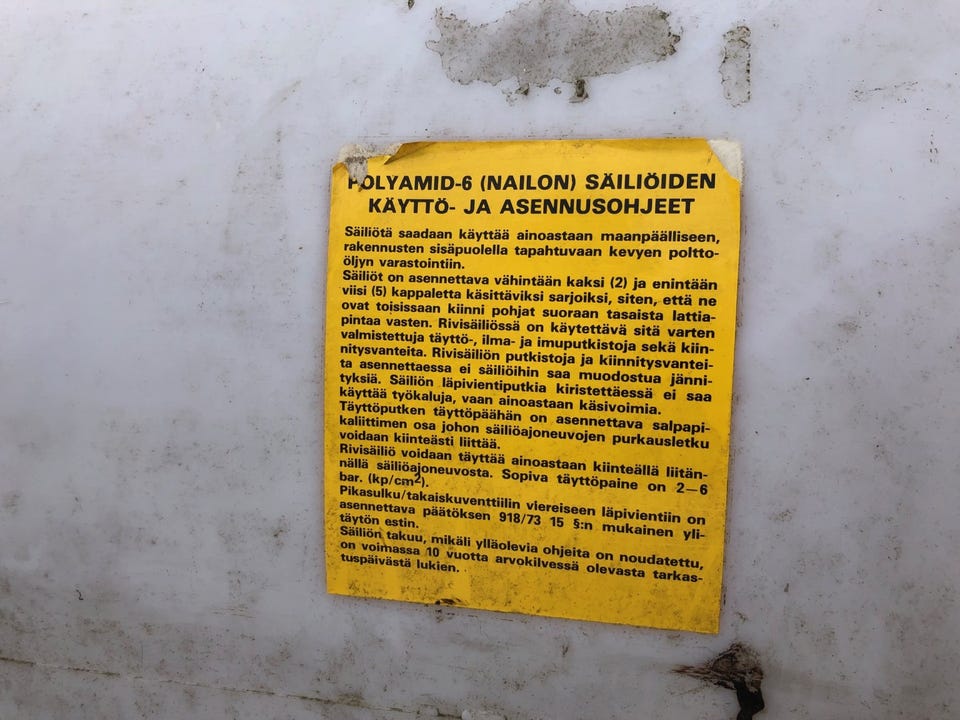 POLYAMID-6 (NAILON) SÄILIÖIDEN
KÄYTTÖ- JA ASENNUSOHJEET
Säiliötä saadaan käyttää ainoastaan maanpäälliseen,
rakennusten sisäpuolella tapahtuvaan kevyen poltto-
öljyn varastointiin.
Säiliöt on asennettava vähintään kaksi (2) ja enintään
viisi (5) kappaletta käsittäviksi sarjoiksi, siten, että ne
ovat toisissaan kiinni pohjat suoraan tasaista lattia-
pintaa vasten. Rivisäiliössä on käytettävä sitä varten
valmistettuja täyttö-, ilma- ja imuputkistoja sekä kiin-
nitysvanteita. Rivisäiliön putkistoja ja kiinnitysvantei-
ta asennettaessa ei säiliöihin saa muodostua jänni-
tyksiä. Säiliön läpivientiputkia kiristettäessä ei saa
käyttää työkaluja, vaan ainoastaan käsivoimia.
Täyttöputken täyttöpäähän on asennettava salpapi-
kaliittimen osa johon säiliöajoneuvojen purkausletku
voidaan kiinteästi liittää.
Rivisäiliö voidaan täyttää ainoastaan kiinteällä liitän-
nällä säiliöajoneuvosta. Sopiva täyttöpaine on 2—6
bar. (kp/cm²).
Pikasulku/takaiskuventtiilin viereiseen läpivientiin on
asennettava päätöksen 918/73 15 §:n mukainen yli-
täytön estin.
Säiliön takuu, mikäli ylläolevia ohjeita on noudatettu,
on voimassa 10 vuotta arvokilvessä olevasta tarkas-
tuspäivästä lukien.